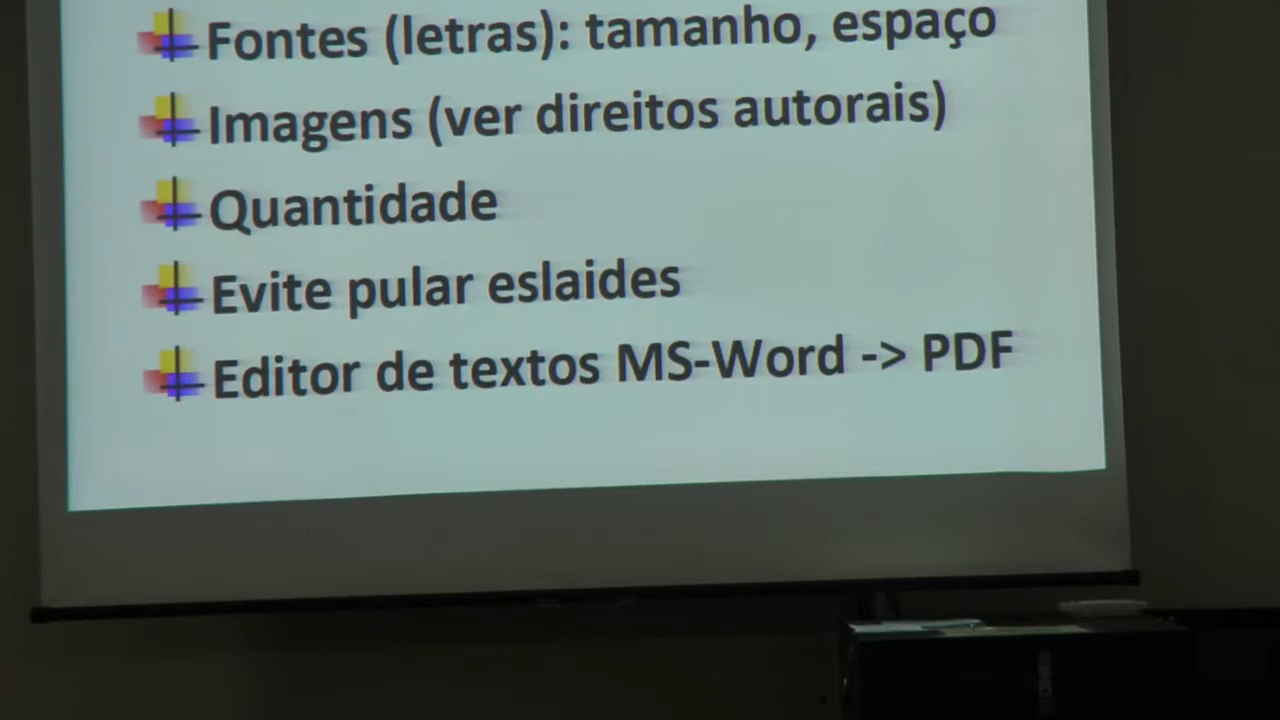 Fontes (letras): tamanho, espaço
Imagens (ver direitos autorais)
Quantidade
Evite pular eslaides
Editor de textos MS-Word -> PDF